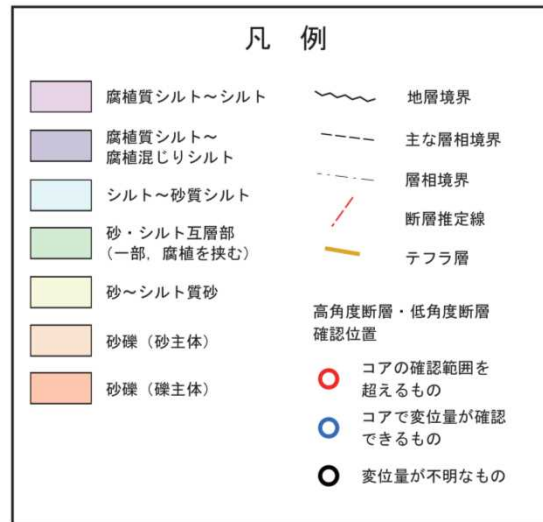 凡 例
腐植質シルト～シルト
腐植質シルト～
腐植混じりシルト
シルト～砂質シルト
砂・シルト互層部
(一部，腐植を挟む)
砂～シルト質砂
砂礫（砂主体）
砂礫（礫主体）
地層境界
主な層相境界
層相境界
断層推定線
テフラ層
高角度断層・低角度断層
確認位置
コアの確認範囲を
超えるもの
コアで変位量が確認
できるもの
変位量が不明なもの